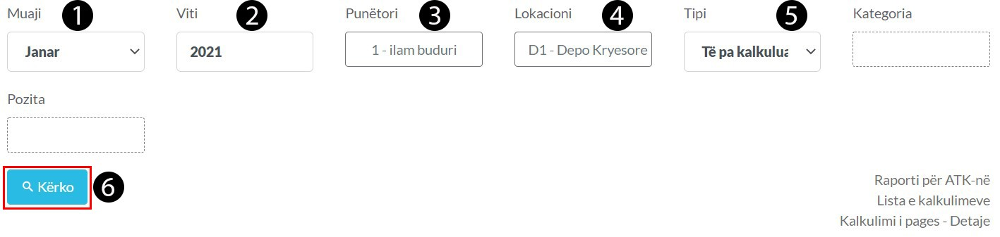 Muaji 1 Viti 2 Punëtori 3 Lokacioni 4 Tipi 5 Kategoria
Janar 2021 1 - ilam buduri D1 - Depo Kryesore Të pa kalkulua
Pozita
Kërko 6
Raporti për ATK-në
Lista e kalkulimeve
Kalkulimi i pages - Detaje